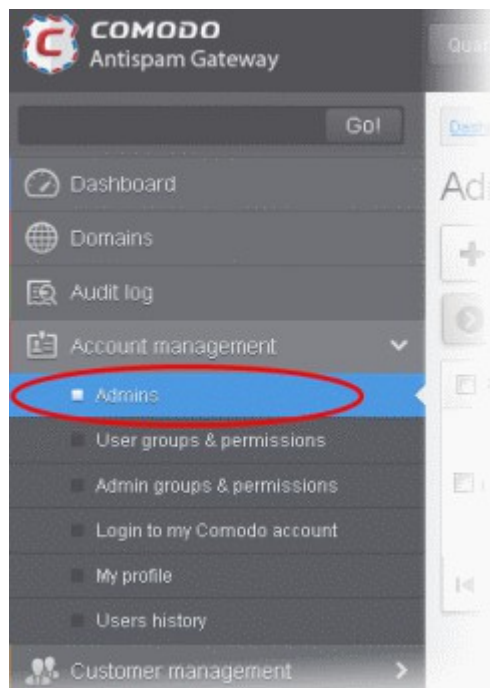 COMODO
Antispam Gateway
Go!
Dashboard
Domains
Audit log
Account management
Admins
User groups & permissions
Admin groups & permissions
Login to my Comodo account
My profile
Users history
Customer management